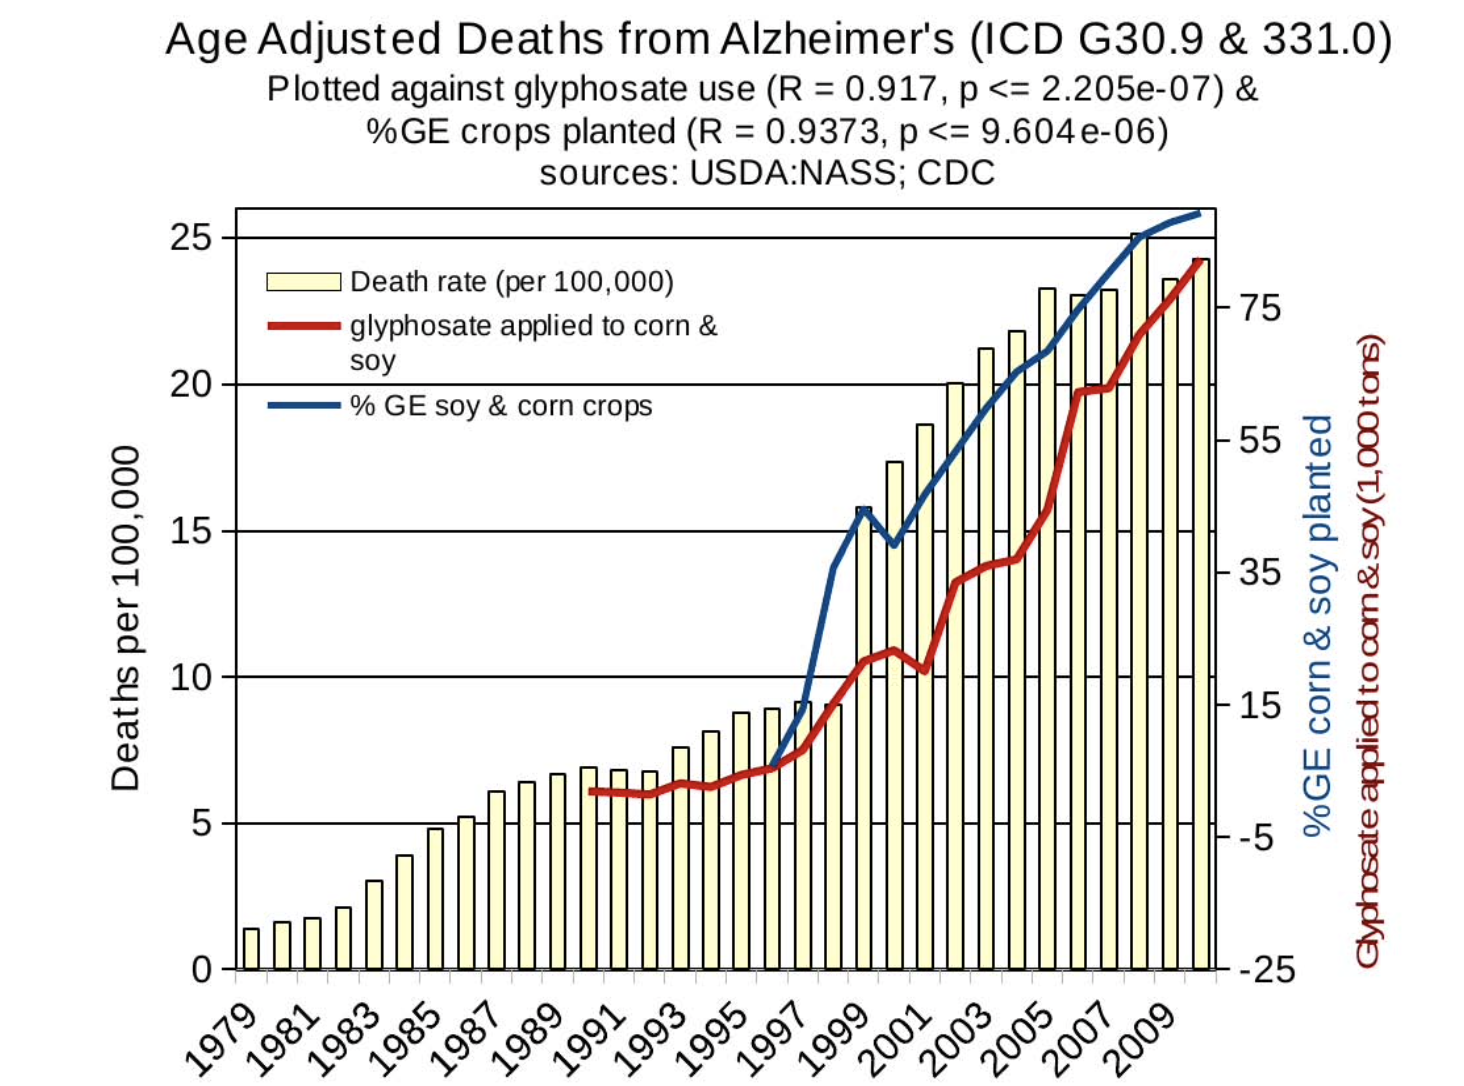 Age Adjusted Deaths from Alzheimer's (ICD G30.9 & 331.0)
Plotted against glyphosate use (R = 0.917, p <= 2.205e-07) &
%GE crops planted (R = 0.9373, p <= 9.604e-06)
sources: USDA:NASS; CDC
Death rate (per 100,000)
glyphosate applied to corn &
soy
% GE soy & corn crops
Deaths per 100,000
25
20
15
10
5
0
75
55
35
15
-5
-25
%GE corn & soy planted
Glyphosate applied to corn & soy (1,000 tons)
1979
1981
1983
1985
1987
1989
1991
1993
1995
1997
1999
2001
2003
2005
2007
2009